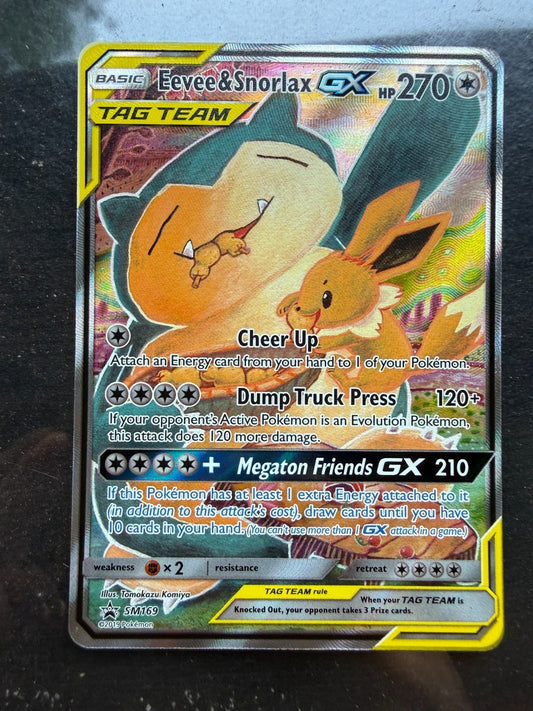 BASIC Eevee&Snorlax GX HP270
TAG TEAM
Cheer Up
Attach an Energy card from your hand to 1 of your Pokémon.
Dump Truck Press 120+
If your opponent's Active Pokémon is an Evolution Pokémon,
this attack does 120 more damage.
+ Megaton Friends GX 210
If this Pokémon has at least 1 extra Energy attached to it
(in addition to this attack's cost), draw cards until you have
10 cards in your hand. (You can't use more than 1 GX attack in a game.)
weakness ×2 resistance retreat
Illus. Tomokazu Komiya
SM169
©2019 Pokémon
TAG TEAM rule
When your TAG TEAM is
Knocked Out, your opponent takes 3 Prize cards.